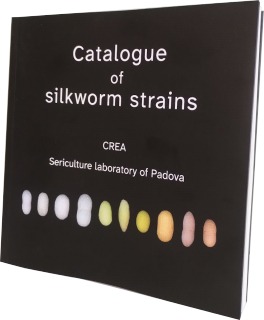 Catalogue
of
silkworm strains
CREA
Sericulture laboratory of Padova